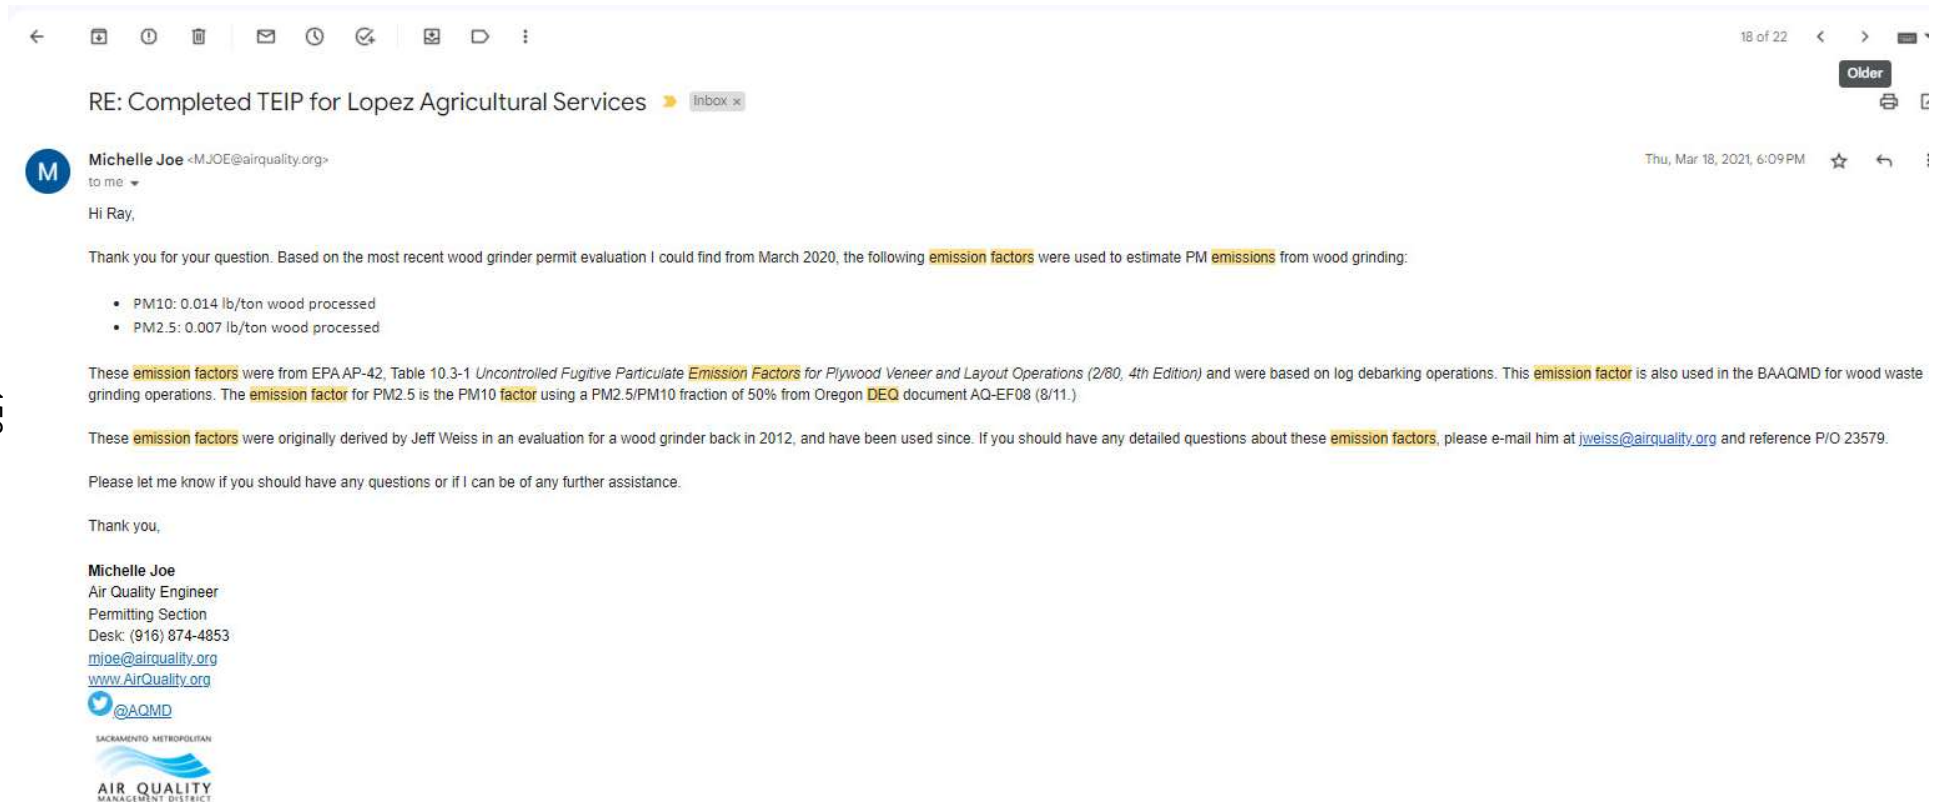 18 of 22
Older
RE: Completed TEIP for Lopez Agricultural Services
Inbox ×
M
Michelle Joe <MJOE@airquality.org>
Thu, Mar 18, 2021, 6:09 PM
to me
Hi Ray,
Thank you for your question. Based on the most recent wood grinder permit evaluation I could find from March 2020, the following emission factors were used to estimate PM emissions from wood grinding:
• PM10: 0.014 lb/ton wood processed
• PM2.5: 0.007 lb/ton wood processed
These emission factors were from EPA AP-42, Table 10.3-1 Uncontrolled Fugitive Particulate Emission Factors for Plywood Veneer and Layout Operations (2/80, 4th Edition) and were based on log debarking operations. This emission factor is also used in the BAAQMD for wood waste
grinding operations. The emission factor for PM2.5 is the PM10 factor using a PM2.5/PM10 fraction of 50% from Oregon DEQ document AQ-EF08 (8/11.)
These emission factors were originally derived by Jeff Weiss in an evaluation for a wood grinder back in 2012, and have been used since. If you should have any detailed questions about these emission factors, please e-mail him at jweiss@airquality.org and reference P/O 23579.
Please let me know if you should have any questions or if I can be of any further assistance.
Thank you,
Michelle Joe
Air Quality Engineer
Permitting Section
Desk: (916) 874-4853
mjoe@airquality.org
www.AirQuality.org
@AQMD
SACRAMENTO METROPOLITAN
AIR QUALITY
MANAGEMENT DISTRICT